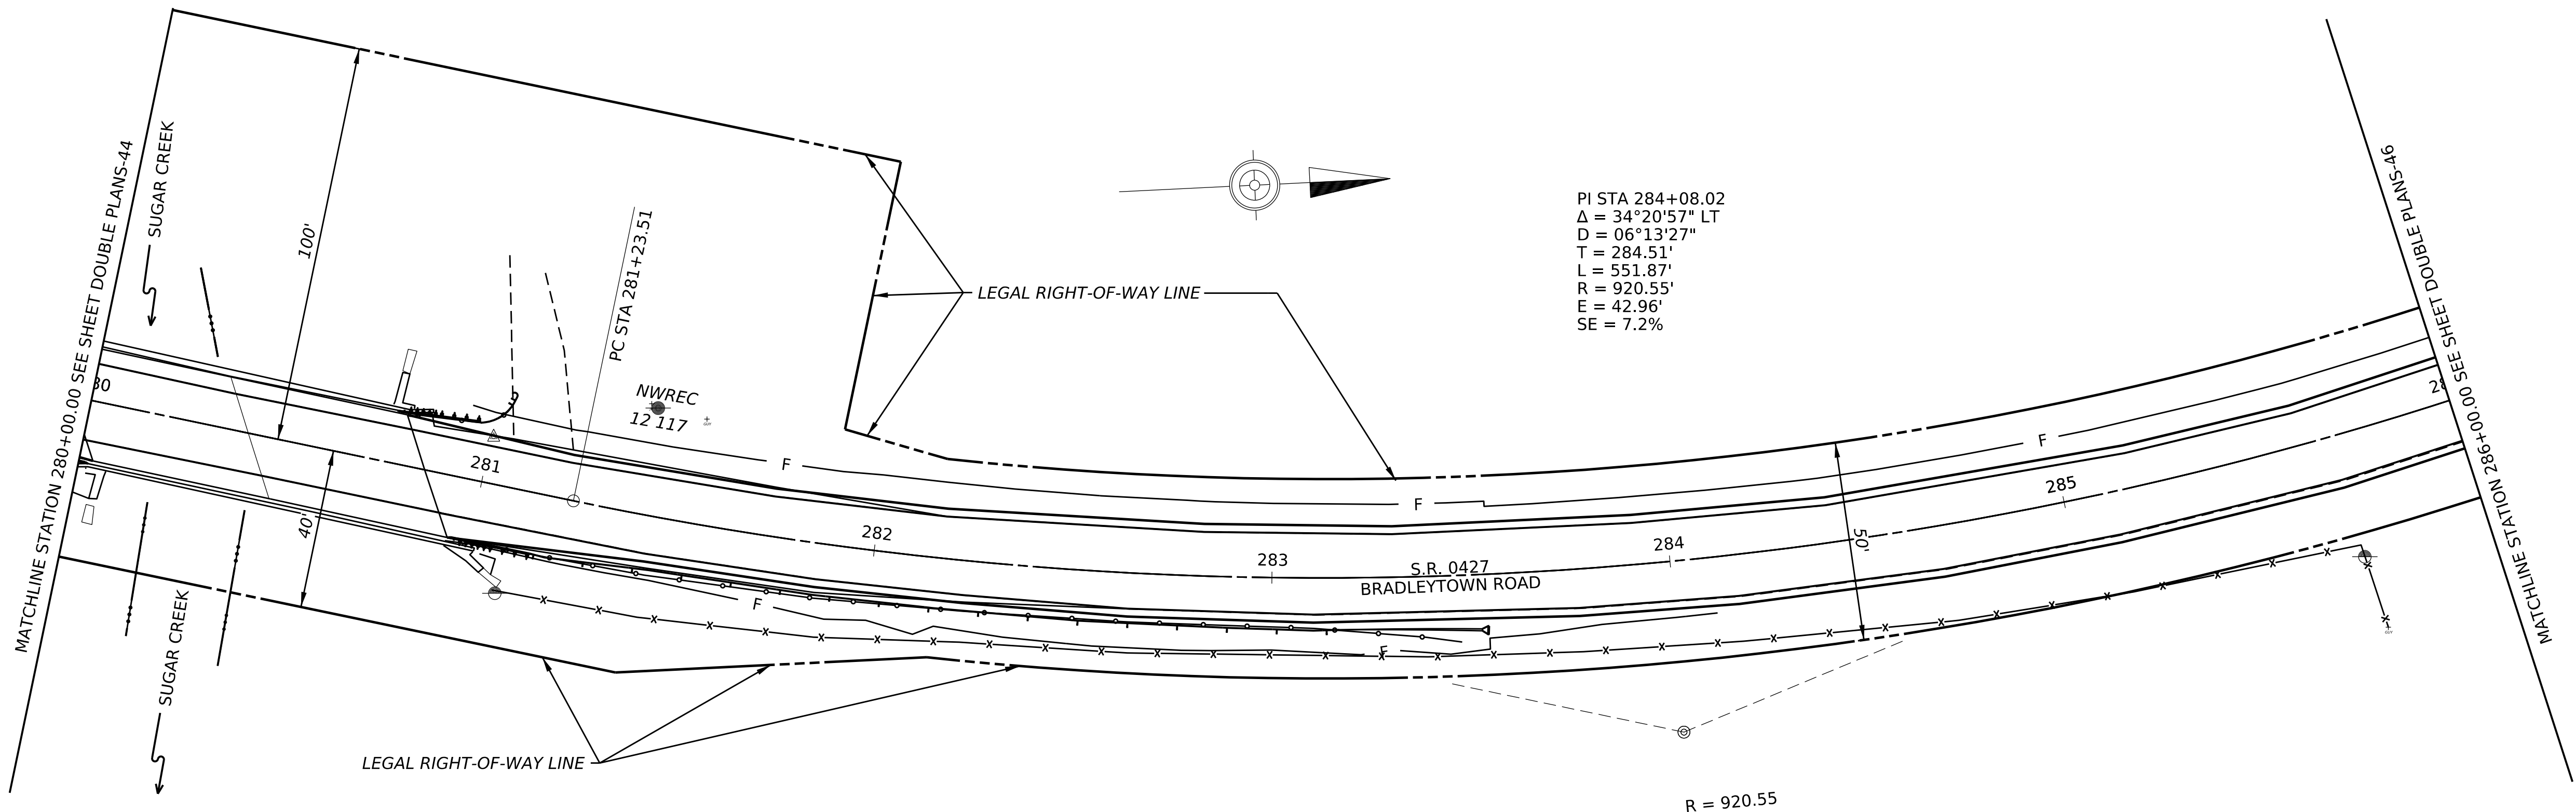 MATCHLINE STATION 280+00.00 SEE SHEET DOUBLE PLANS-44
SUGAR CREEK
100'
PC STA 281+23.51
NWREC
12 117
LEGAL RIGHT-OF-WAY LINE
PI STA 284+08.02
Δ = 34°20'57" LT
D = 06°13'27"
T = 284.51'
L = 551.87'
R = 920.55'
E = 42.96'
SE = 7.2%
MATCHLINE STATION 286+00.00 SEE SHEET DOUBLE PLANS-46
80
281
282
283
284
285
28
F
F
F
F
F
40'
50'
S.R. 0427
BRADLEYTOWN ROAD
SUGAR CREEK
LEGAL RIGHT-OF-WAY LINE
R = 920.55